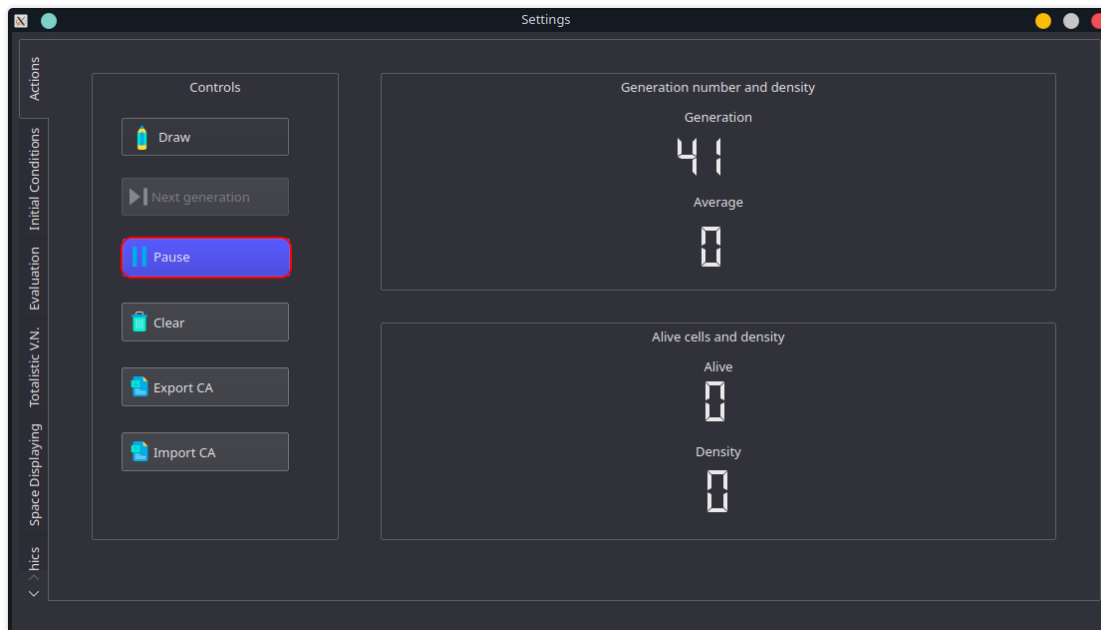 Settings
Actions
Initial Conditions
Evaluation
Totalistic V.N.
Space Displaying
hics
Controls
Draw
Next generation
Pause
Clear
Export CA
Import CA
Generation number and density
Generation
41
Average
0
Alive cells and density
Alive
0
Density
0